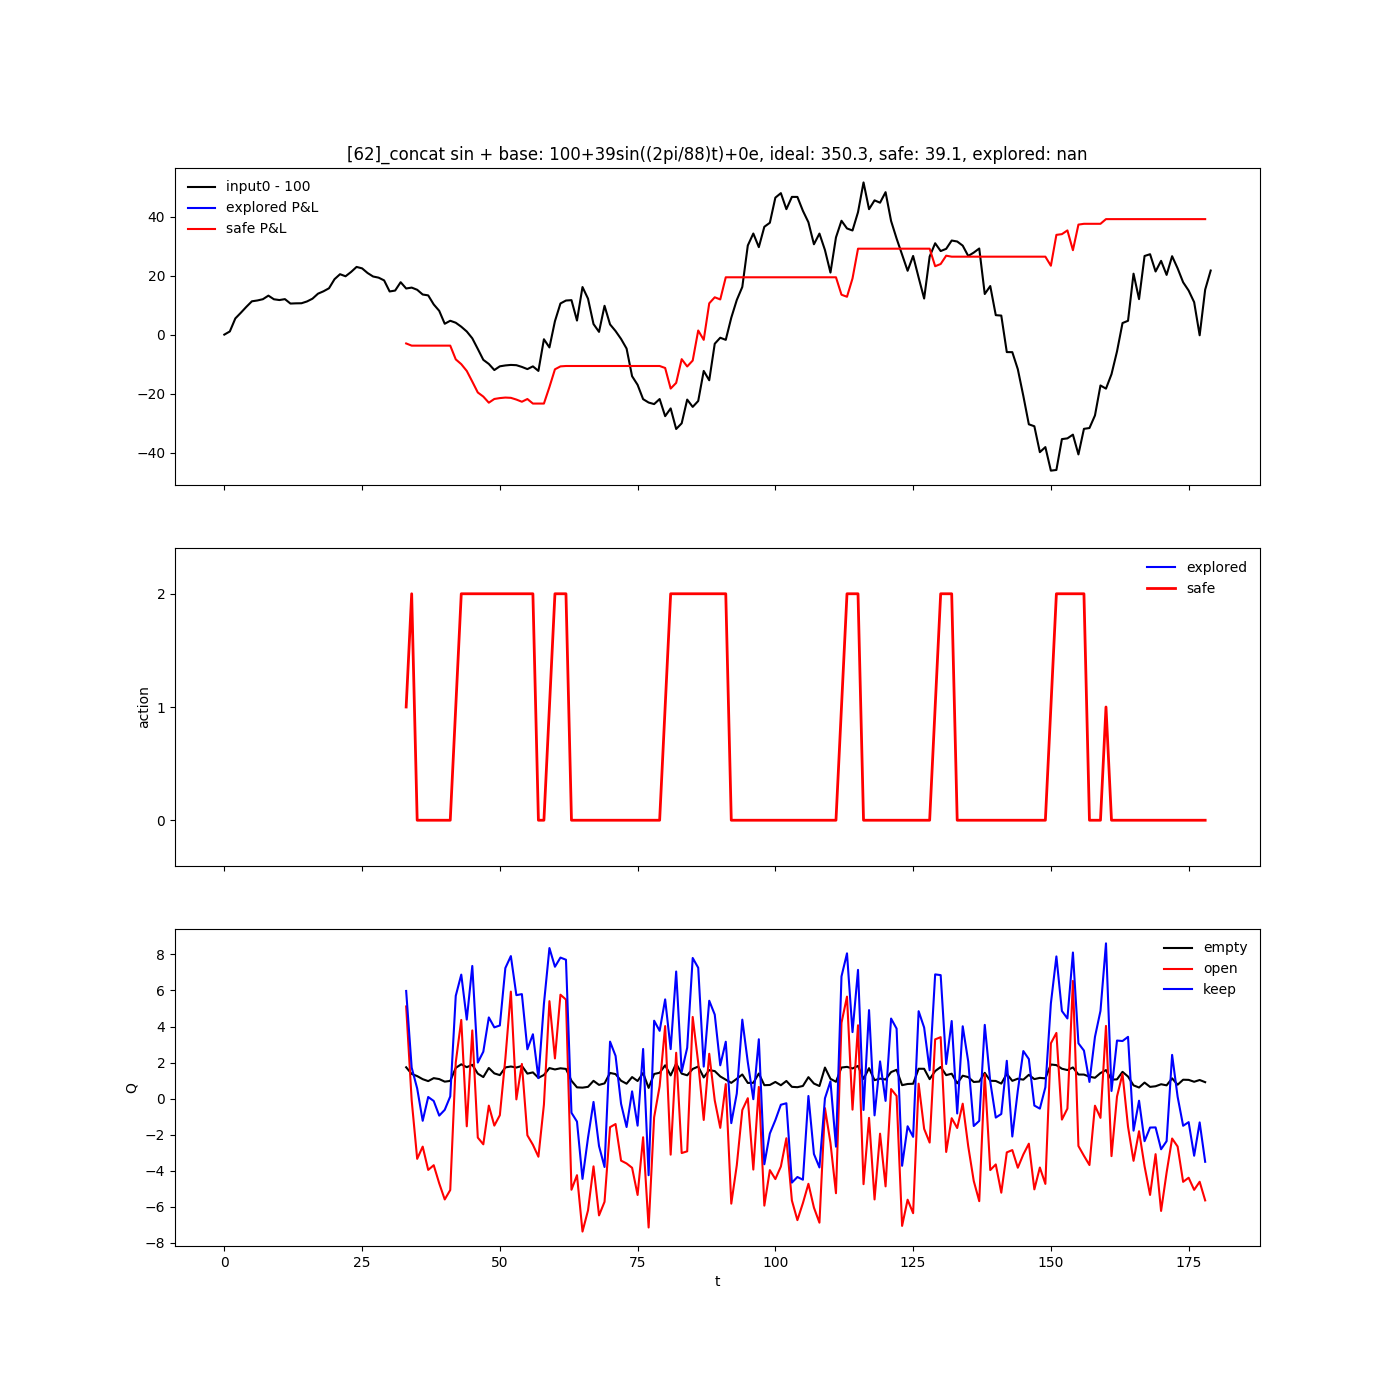 [62]_concat sin + base: 100+39sin((2pi/88)t)+0e, ideal: 350.3, safe: 39.1, explored: nan
input0 - 100
explored P&L
safe P&L
40
20
0
−20
−40
explored
safe
2
1
0
action
empty
open
keep
8
6
4
2
0
−2
−4
−6
−8
Q
0 25 50 75 100 125 150 175
t